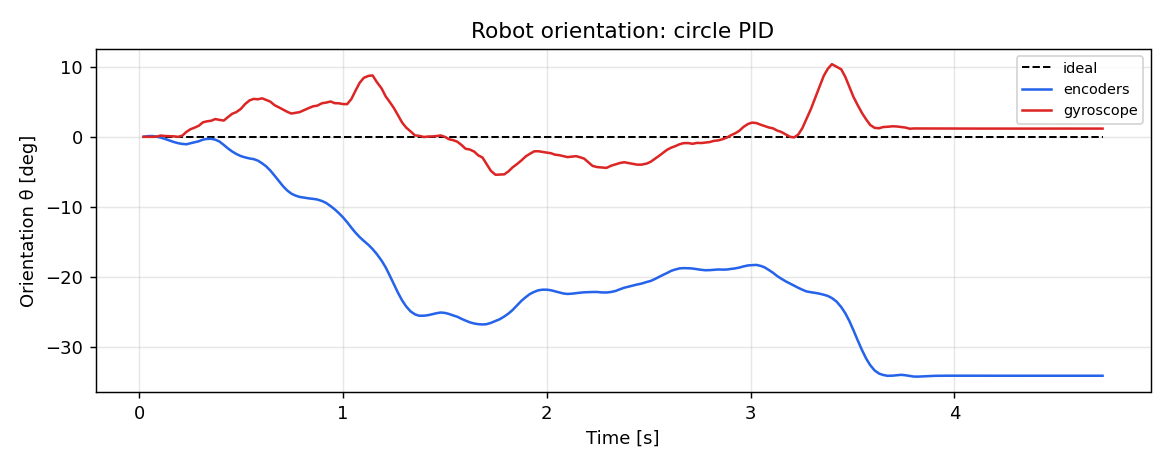 Robot orientation: circle PID
ideal
encoders
gyroscope
Orientation θ [deg]
10
0
−10
−20
−30
0 1 2 3 4
Time [s]